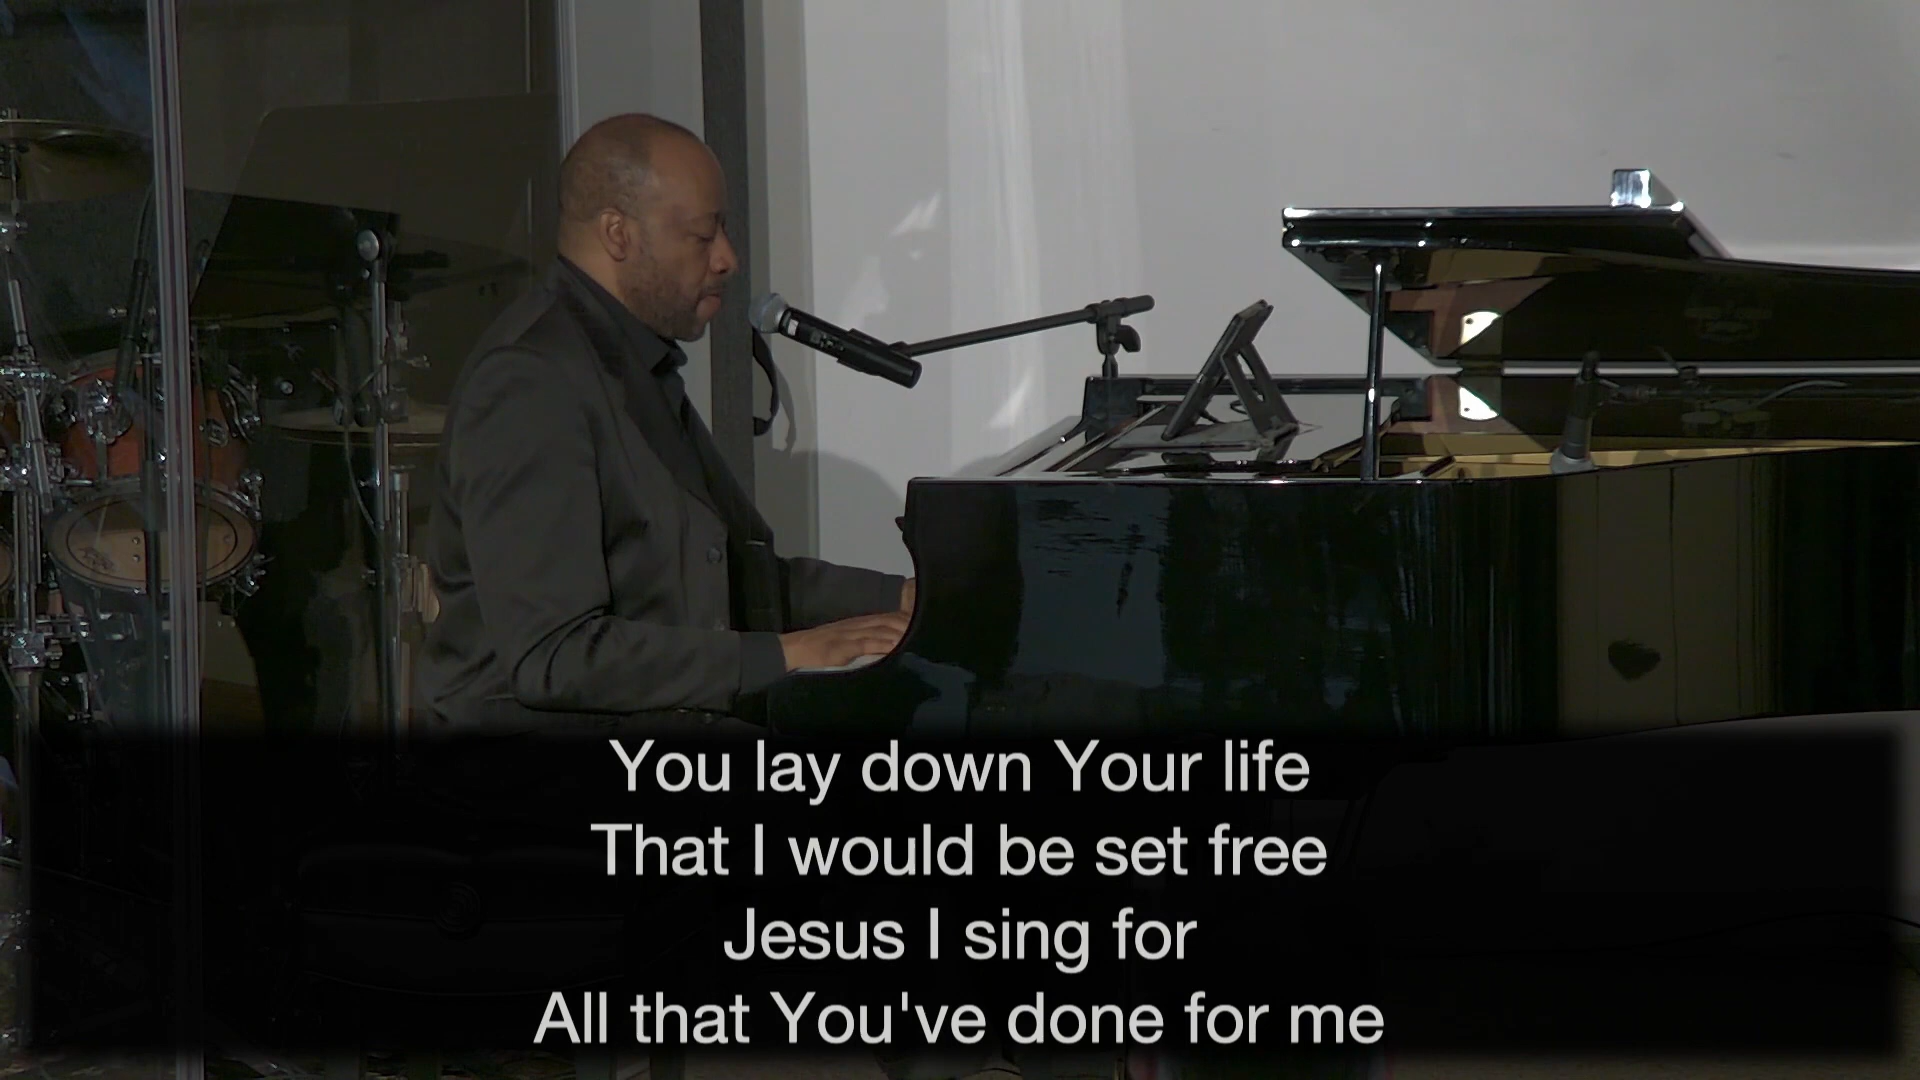 You lay down Your life
That I would be set free
Jesus I sing for
All that You've done for me